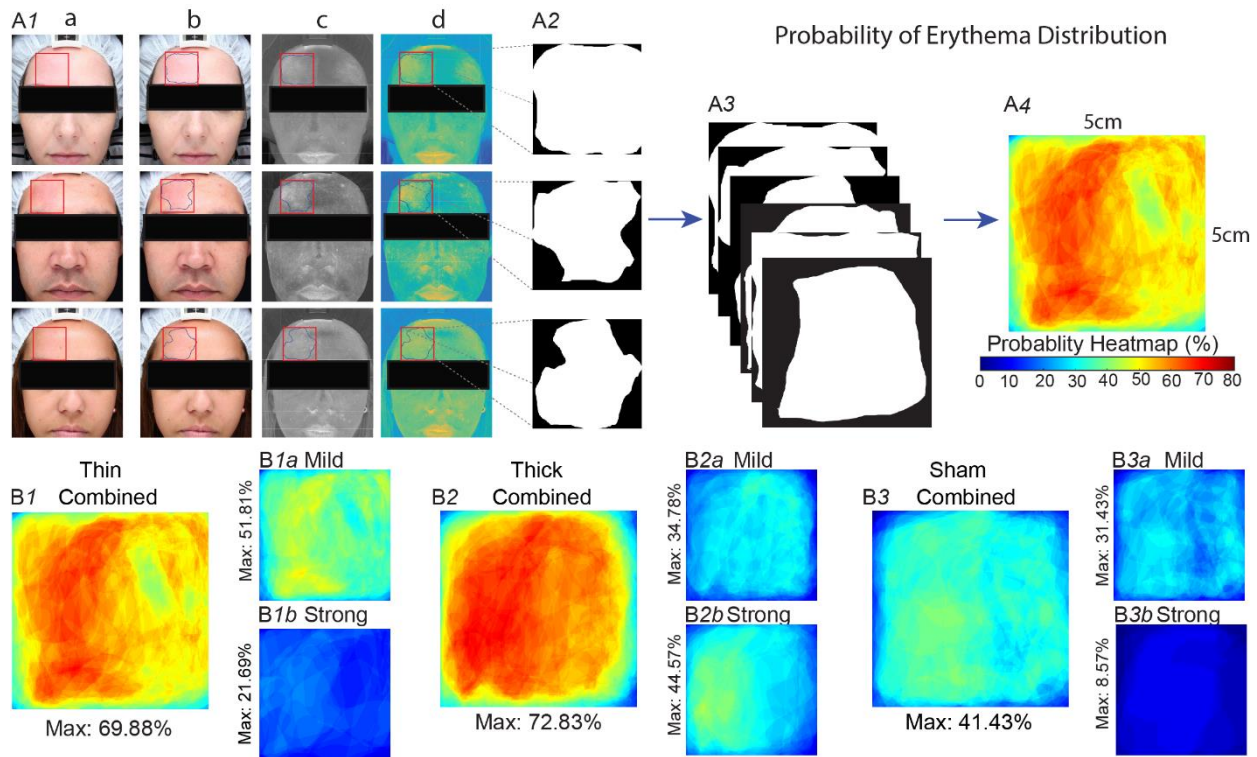 A1
a
b
c
d
A2
Probability of Erythema Distribution
A3
A4
5cm
5cm
Probablity Heatmap (%)
0 10 20 30 40 50 60 70 80
Thin
B1 Combined
Max: 69.88%
B1a Mild
Max: 51.81%
B1b Strong
Max: 21.69%
Thick
B2 Combined
Max: 72.83%
B2a Mild
Max: 34.78%
B2b Strong
Max: 44.57%
Sham
B3 Combined
Max: 41.43%
B3a Mild
Max: 31.43%
B3b Strong
Max: 8.57%